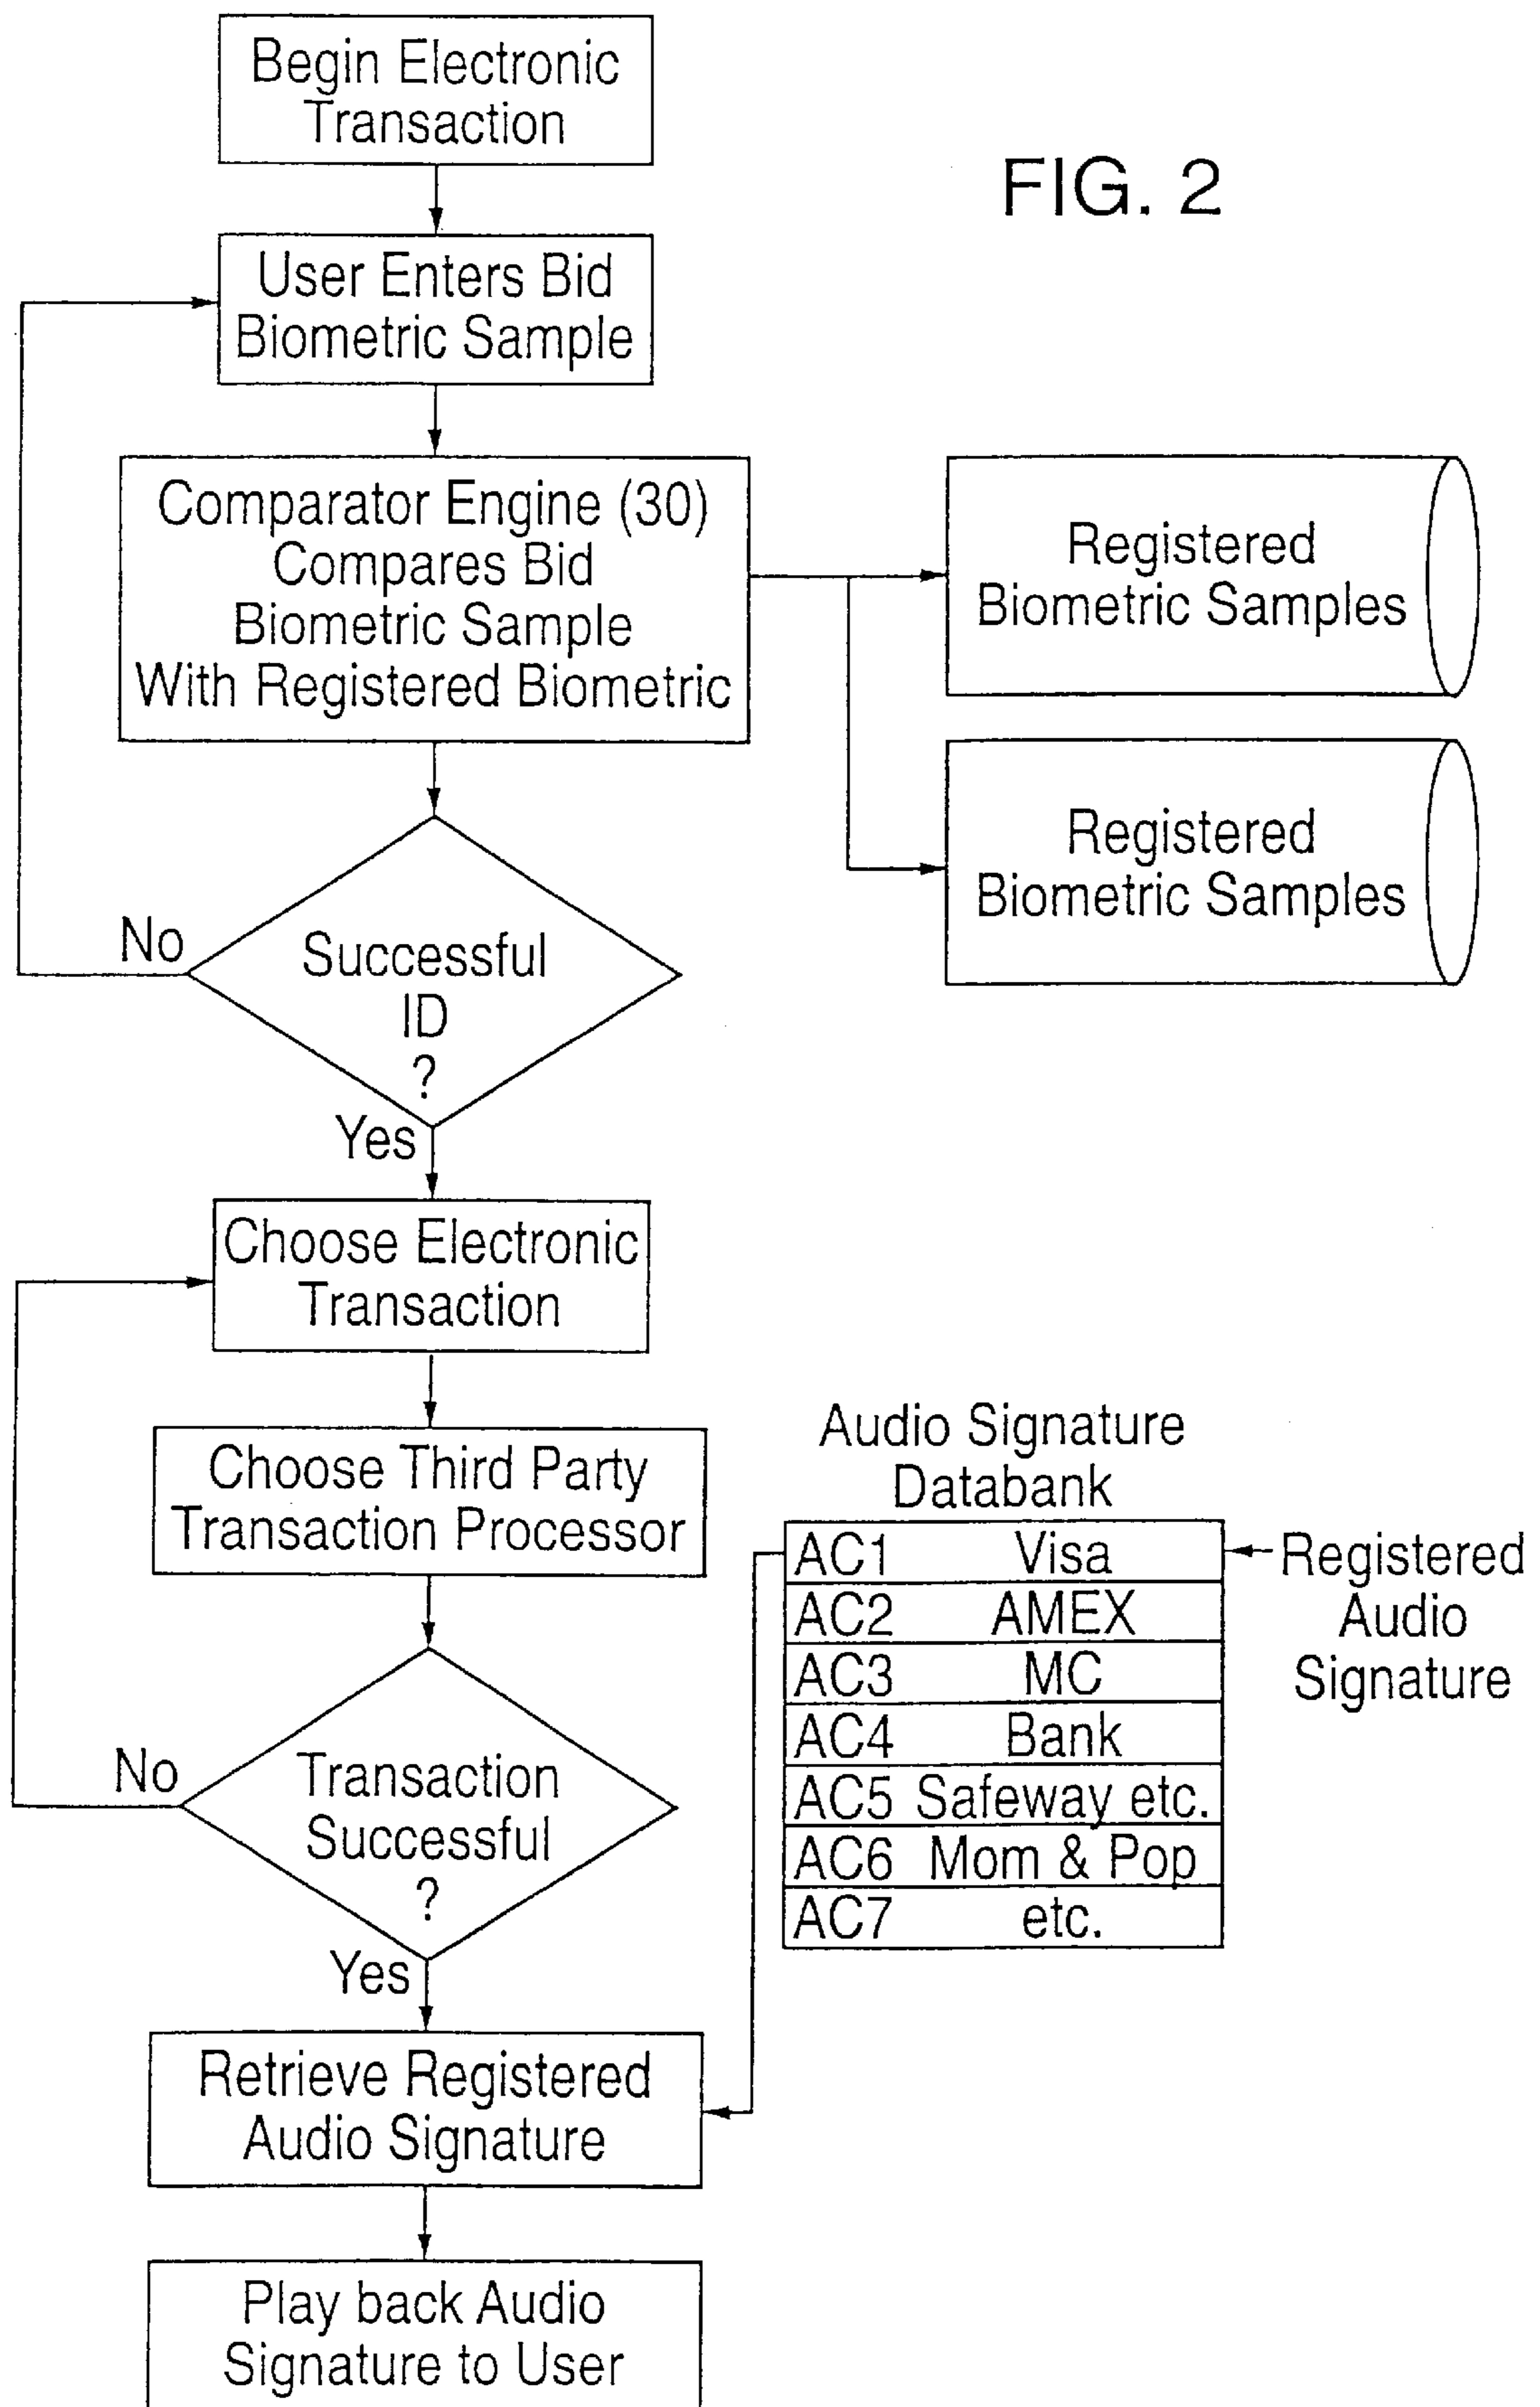 Begin Electronic
Transaction
FIG. 2
User Enters Bid
Biometric Sample
Comparator Engine (30)
Compares Bid
Biometric Sample
With Registered Biometric
Registered
Biometric Samples
Registered
Biometric Samples
No
Successful
ID
?
Yes
Choose Electronic
Transaction
Choose Third Party
Transaction Processor
Audio Signature
Databank
AC1 Visa
AC2 AMEX
AC3 MC
AC4 Bank
AC5 Safeway etc.
AC6 Mom & Pop
AC7 etc.
Registered
Audio
Signature
No
Transaction
Successful
?
Yes
Retrieve Registered
Audio Signature
Play back Audio
Signature to User